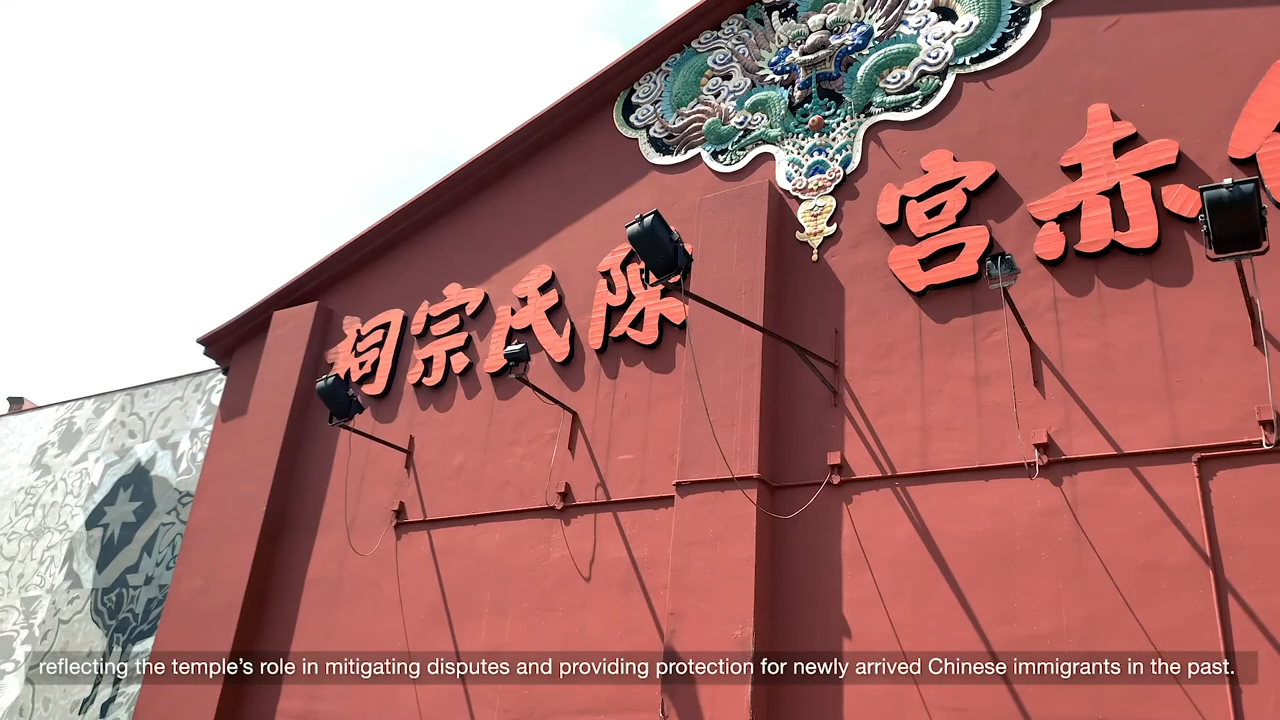 赤宮 陳氏宗祠
reflecting the temple’s role in mitigating disputes and providing protection for newly arrived Chinese immigrants in the past.